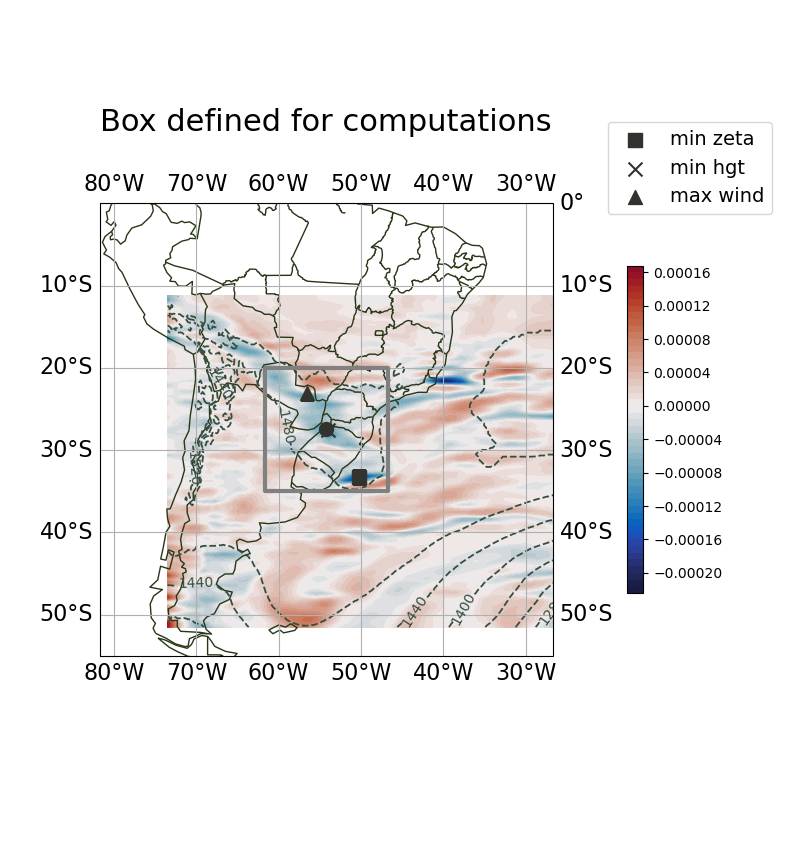 Box defined for computations
min zeta
min hgt
max wind
80°W 70°W 60°W 50°W 40°W 30°W
0°
10°S 10°S
20°S 20°S
30°S 30°S
40°S 40°S
50°S 50°S
1480
1440
1440
1400
80°W 70°W 60°W 50°W 40°W 30°W
0.00016
0.00012
0.00008
0.00004
0.00000
−0.00004
−0.00008
−0.00012
−0.00016
−0.00020